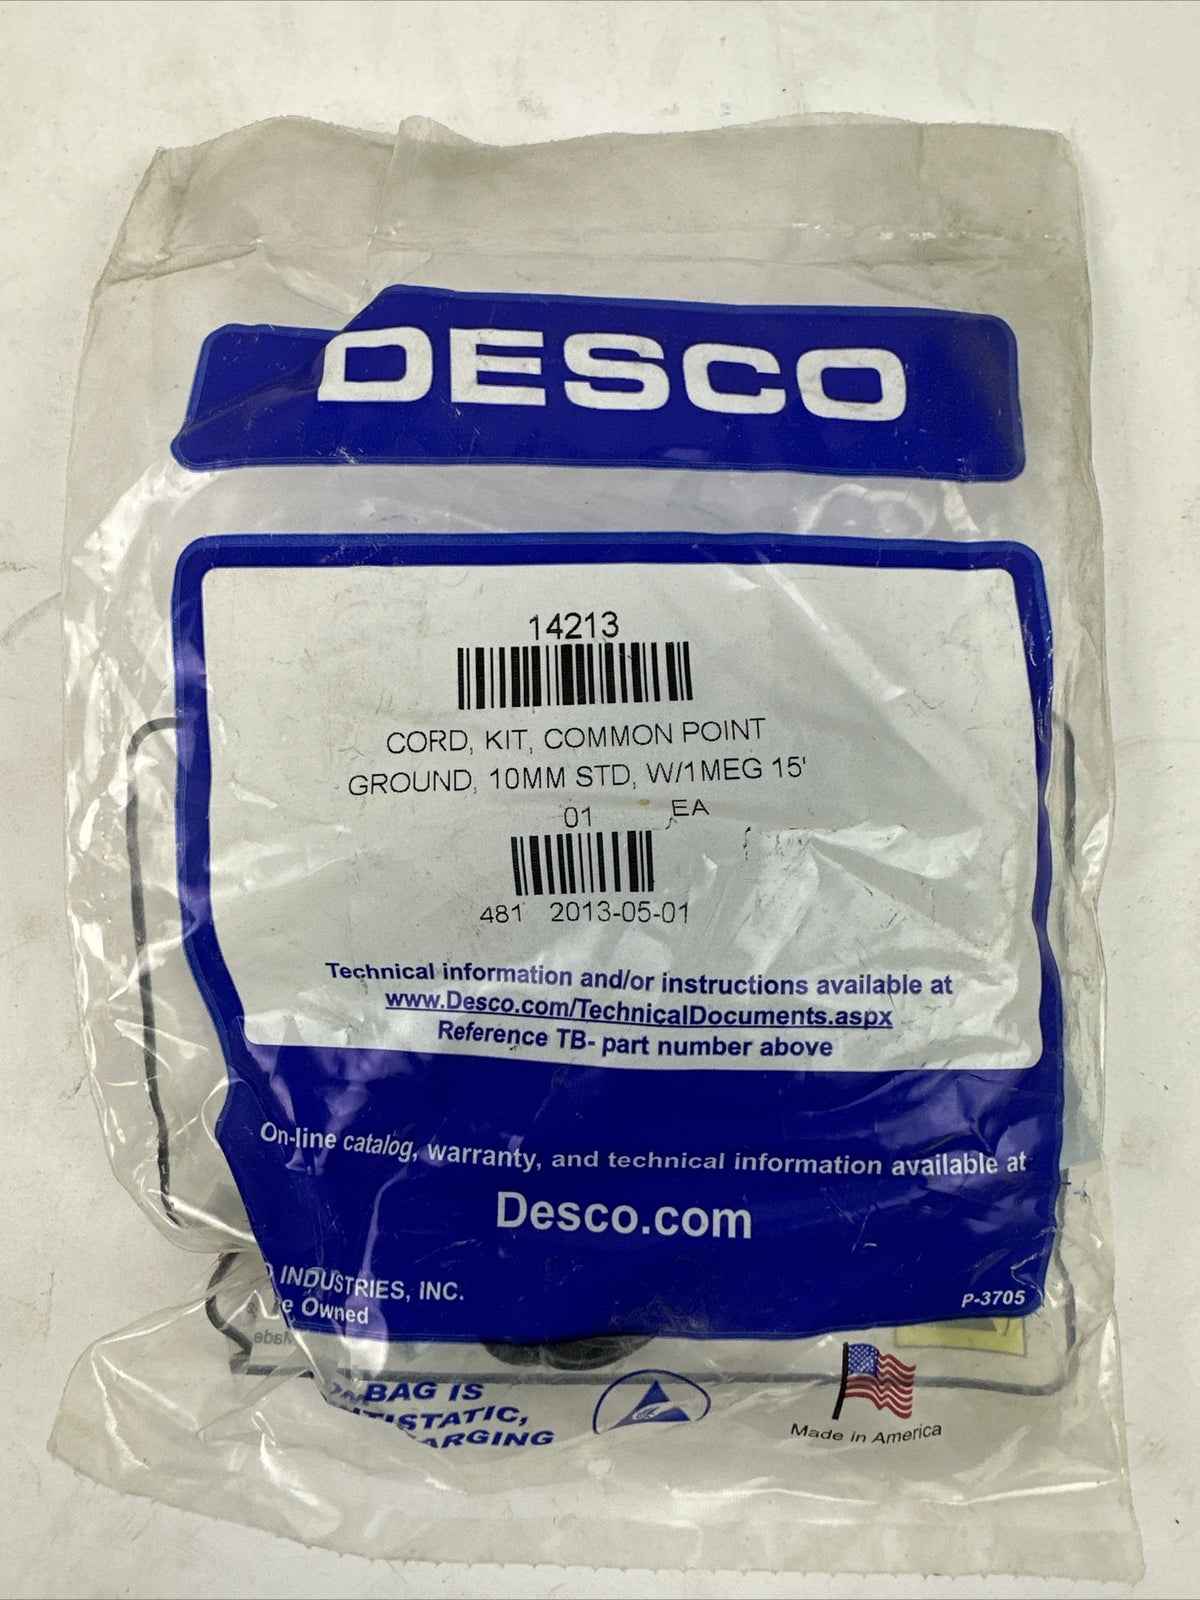 DESCO
14213
CORD, KIT, COMMON POINT
GROUND, 10MM STD, W/1MEG 15'
01 EA
481 2013-05-01
Technical information and/or instructions available at
www.Desco.com/TechnicalDocuments.aspx
Reference TB- part number above
On-line catalog, warranty, and technical information available at
Desco.com
INDUSTRIES, INC.
Owned
P-3705
BAG IS
Made in America